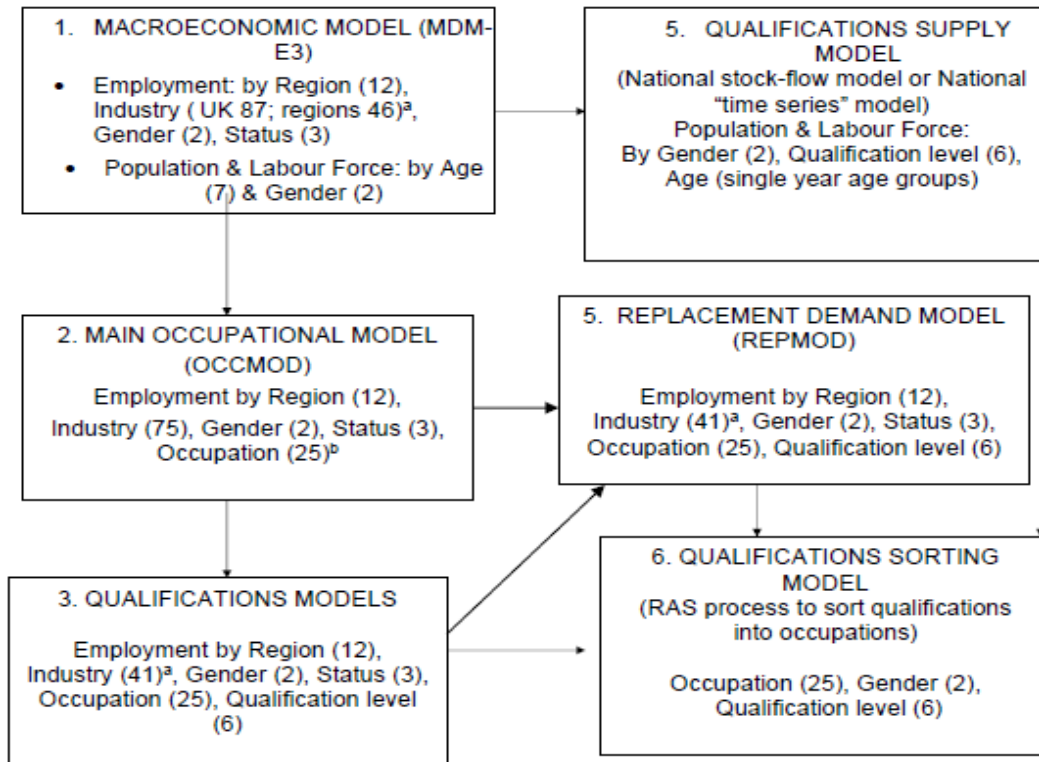 1. MACROECONOMIC MODEL (MDM-
E3)
• Employment: by Region (12),
Industry ( UK 87; regions 46)ª,
Gender (2), Status (3)
• Population & Labour Force: by Age
(7) & Gender (2)
5. QUALIFICATIONS SUPPLY
MODEL
(National stock-flow model or National
“time series” model)
Population & Labour Force:
By Gender (2), Qualification level (6),
Age (single year age groups)
2. MAIN OCCUPATIONAL MODEL
(OCCMOD)
Employment by Region (12),
Industry (75), Gender (2), Status (3),
Occupation (25)ᵇ
5. REPLACEMENT DEMAND MODEL
(REPMOD)
Employment by Region (12),
Industry (41)ª, Gender (2), Status (3),
Occupation (25), Qualification level (6)
3. QUALIFICATIONS MODELS
Employment by Region (12),
Industry (41)ª, Gender (2), Status (3),
Occupation (25), Qualification level
(6)
6. QUALIFICATIONS SORTING
MODEL
(RAS process to sort qualifications
into occupations)
Occupation (25), Gender (2),
Qualification level (6)